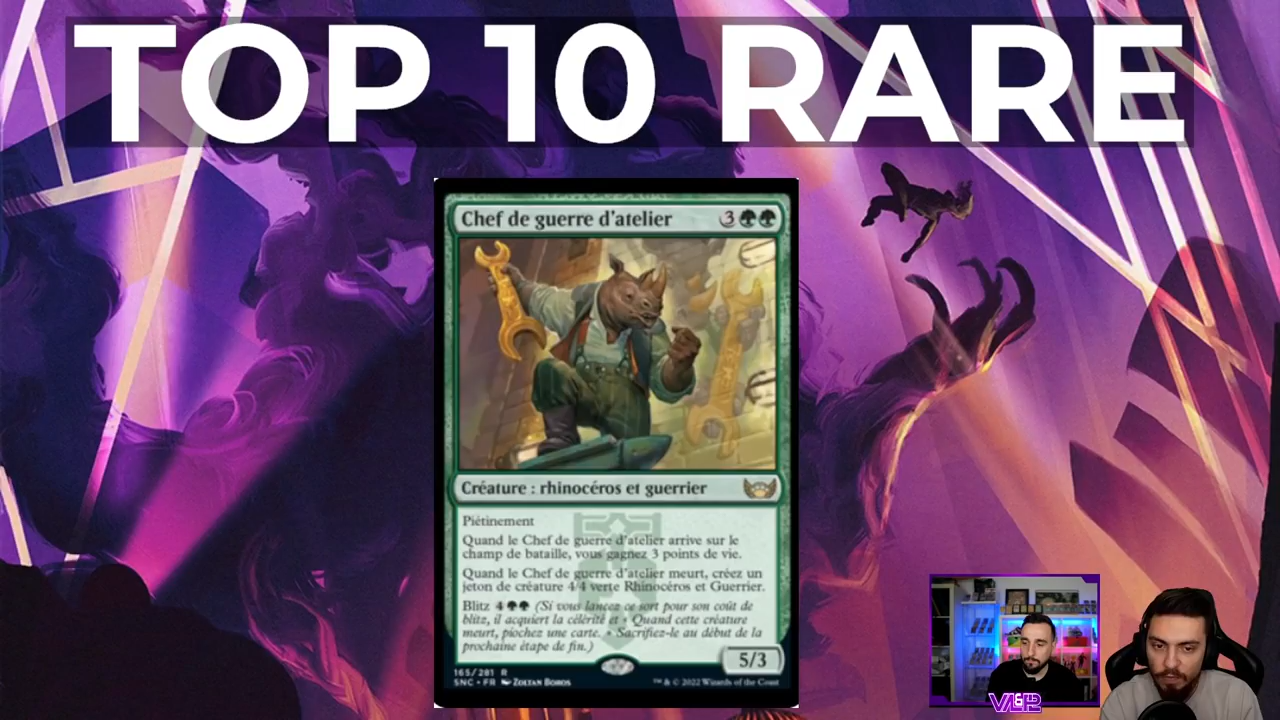 TOP 10 RARE
Chef de guerre d'atelier 3
Créature : rhinocéros et guerrier
Piétinement
Quand le Chef de guerre d'atelier arrive sur le
champ de bataille, vous gagnez 3 points de vie.
Quand le Chef de guerre d'atelier meurt, créez un
jeton de créature 4/4 verte Rhinocéros et Guerrier.
Blitz 4 (Si vous lancez ce sort pour son coût de
blitz, il acquiert la célérité et • Quand cette créature
meurt, piochez une carte. • Sacrifiez-le au début de la
prochaine étape de fin.)
5/3
165/281 R
SNC • FR Zoltan Boros
™ & © 2022 Wizards of the Coast